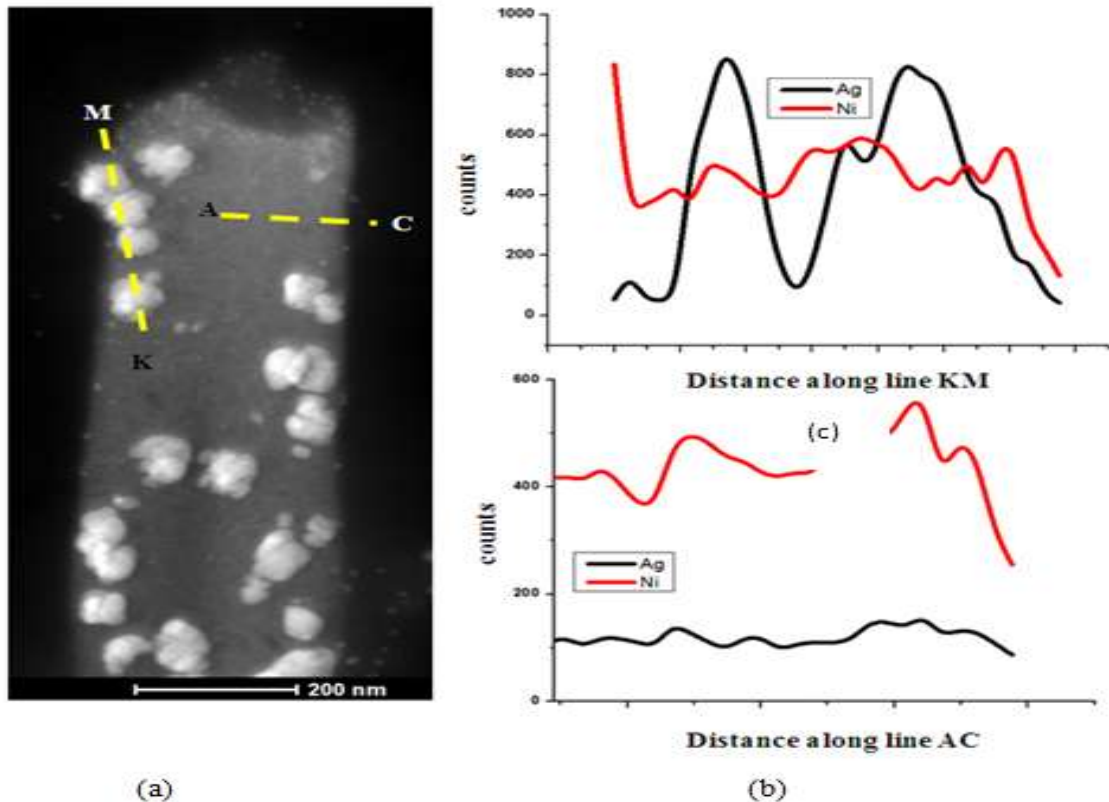 M
A
C
K
200 nm
(a)
1000
800
600
400
200
0
counts
Ag
Ni
Distance along line KM
600
400
200
0
counts
(c)
Ag
Ni
Distance along line AC
(b)